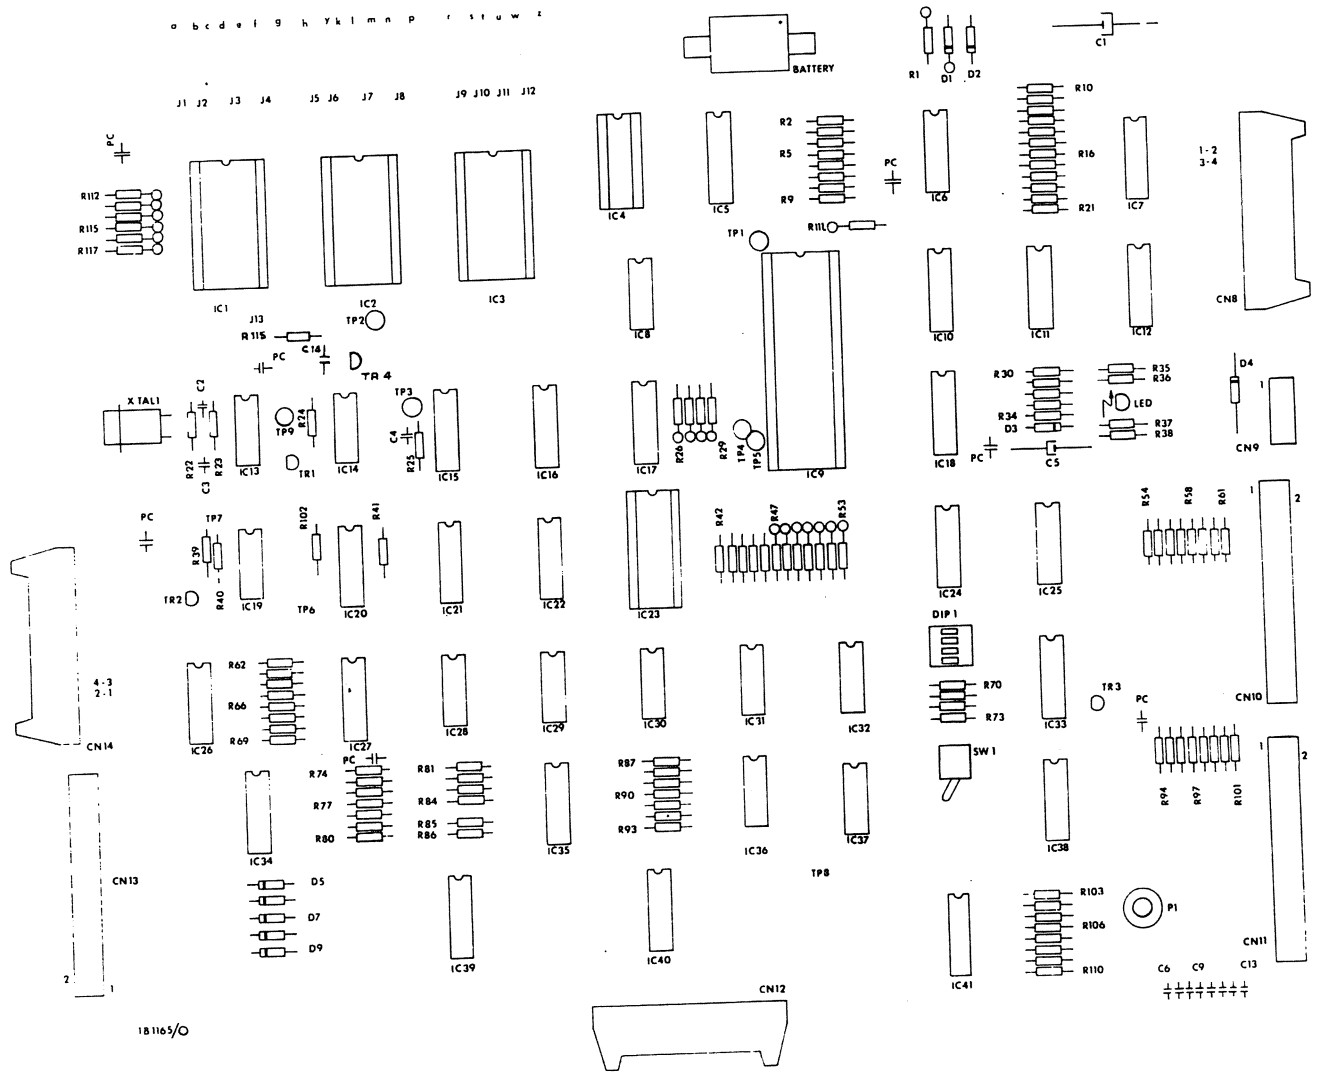 a b c d e f g h y k l m n p r s t u w z
BATTERY
R1 D1 D2
C1
J1 J2 J3 J4 J5 J6 J7 J8 J9 J10 J11 J12
R10
PC
R2
R5
R9
PC
R16
R21
1-2
3-4
R112
R115
R117
IC4
IC5
IC6
IC7
R111
TP1
IC1
IC2
IC3
J13
TP2
CN8
R115
C14
PC
TR4
IC8
IC10
IC11
IC12
R30
R35
R36
D4
1
XTAL1
C2
R24
TP3
LED
R34
D3
R37
R38
CN9
TP9
C4
R22
C3
R23
IC13
TR1
IC14
R25
IC15
IC16
IC17
R26
R29
TP4
TP5
IC9
IC18
PC
C5
PC
TP7
R102
R41
R42
R47
R53
R54
R58
R61
1
2
R39
R40
TR2
IC19
TP6
IC20
IC21
IC22
IC23
IC24
IC25
DIP1
R62
R66
R69
4-3
2-1
CN14
IC26
IC27
IC28
IC29
IC30
IC31
IC32
R70
R73
IC33
TR3
PC
CN10
PC
R74
R77
R80
R81
R84
R85
R86
R87
R90
R93
SW1
1
2
R94
R97
R101
IC34
IC35
IC36
IC37
IC38
TP8
CN13
D5
D7
D9
R103
R106
R110
P1
IC39
IC40
IC41
CN11
2
1
CN12
C6 C9 C13
181165/O